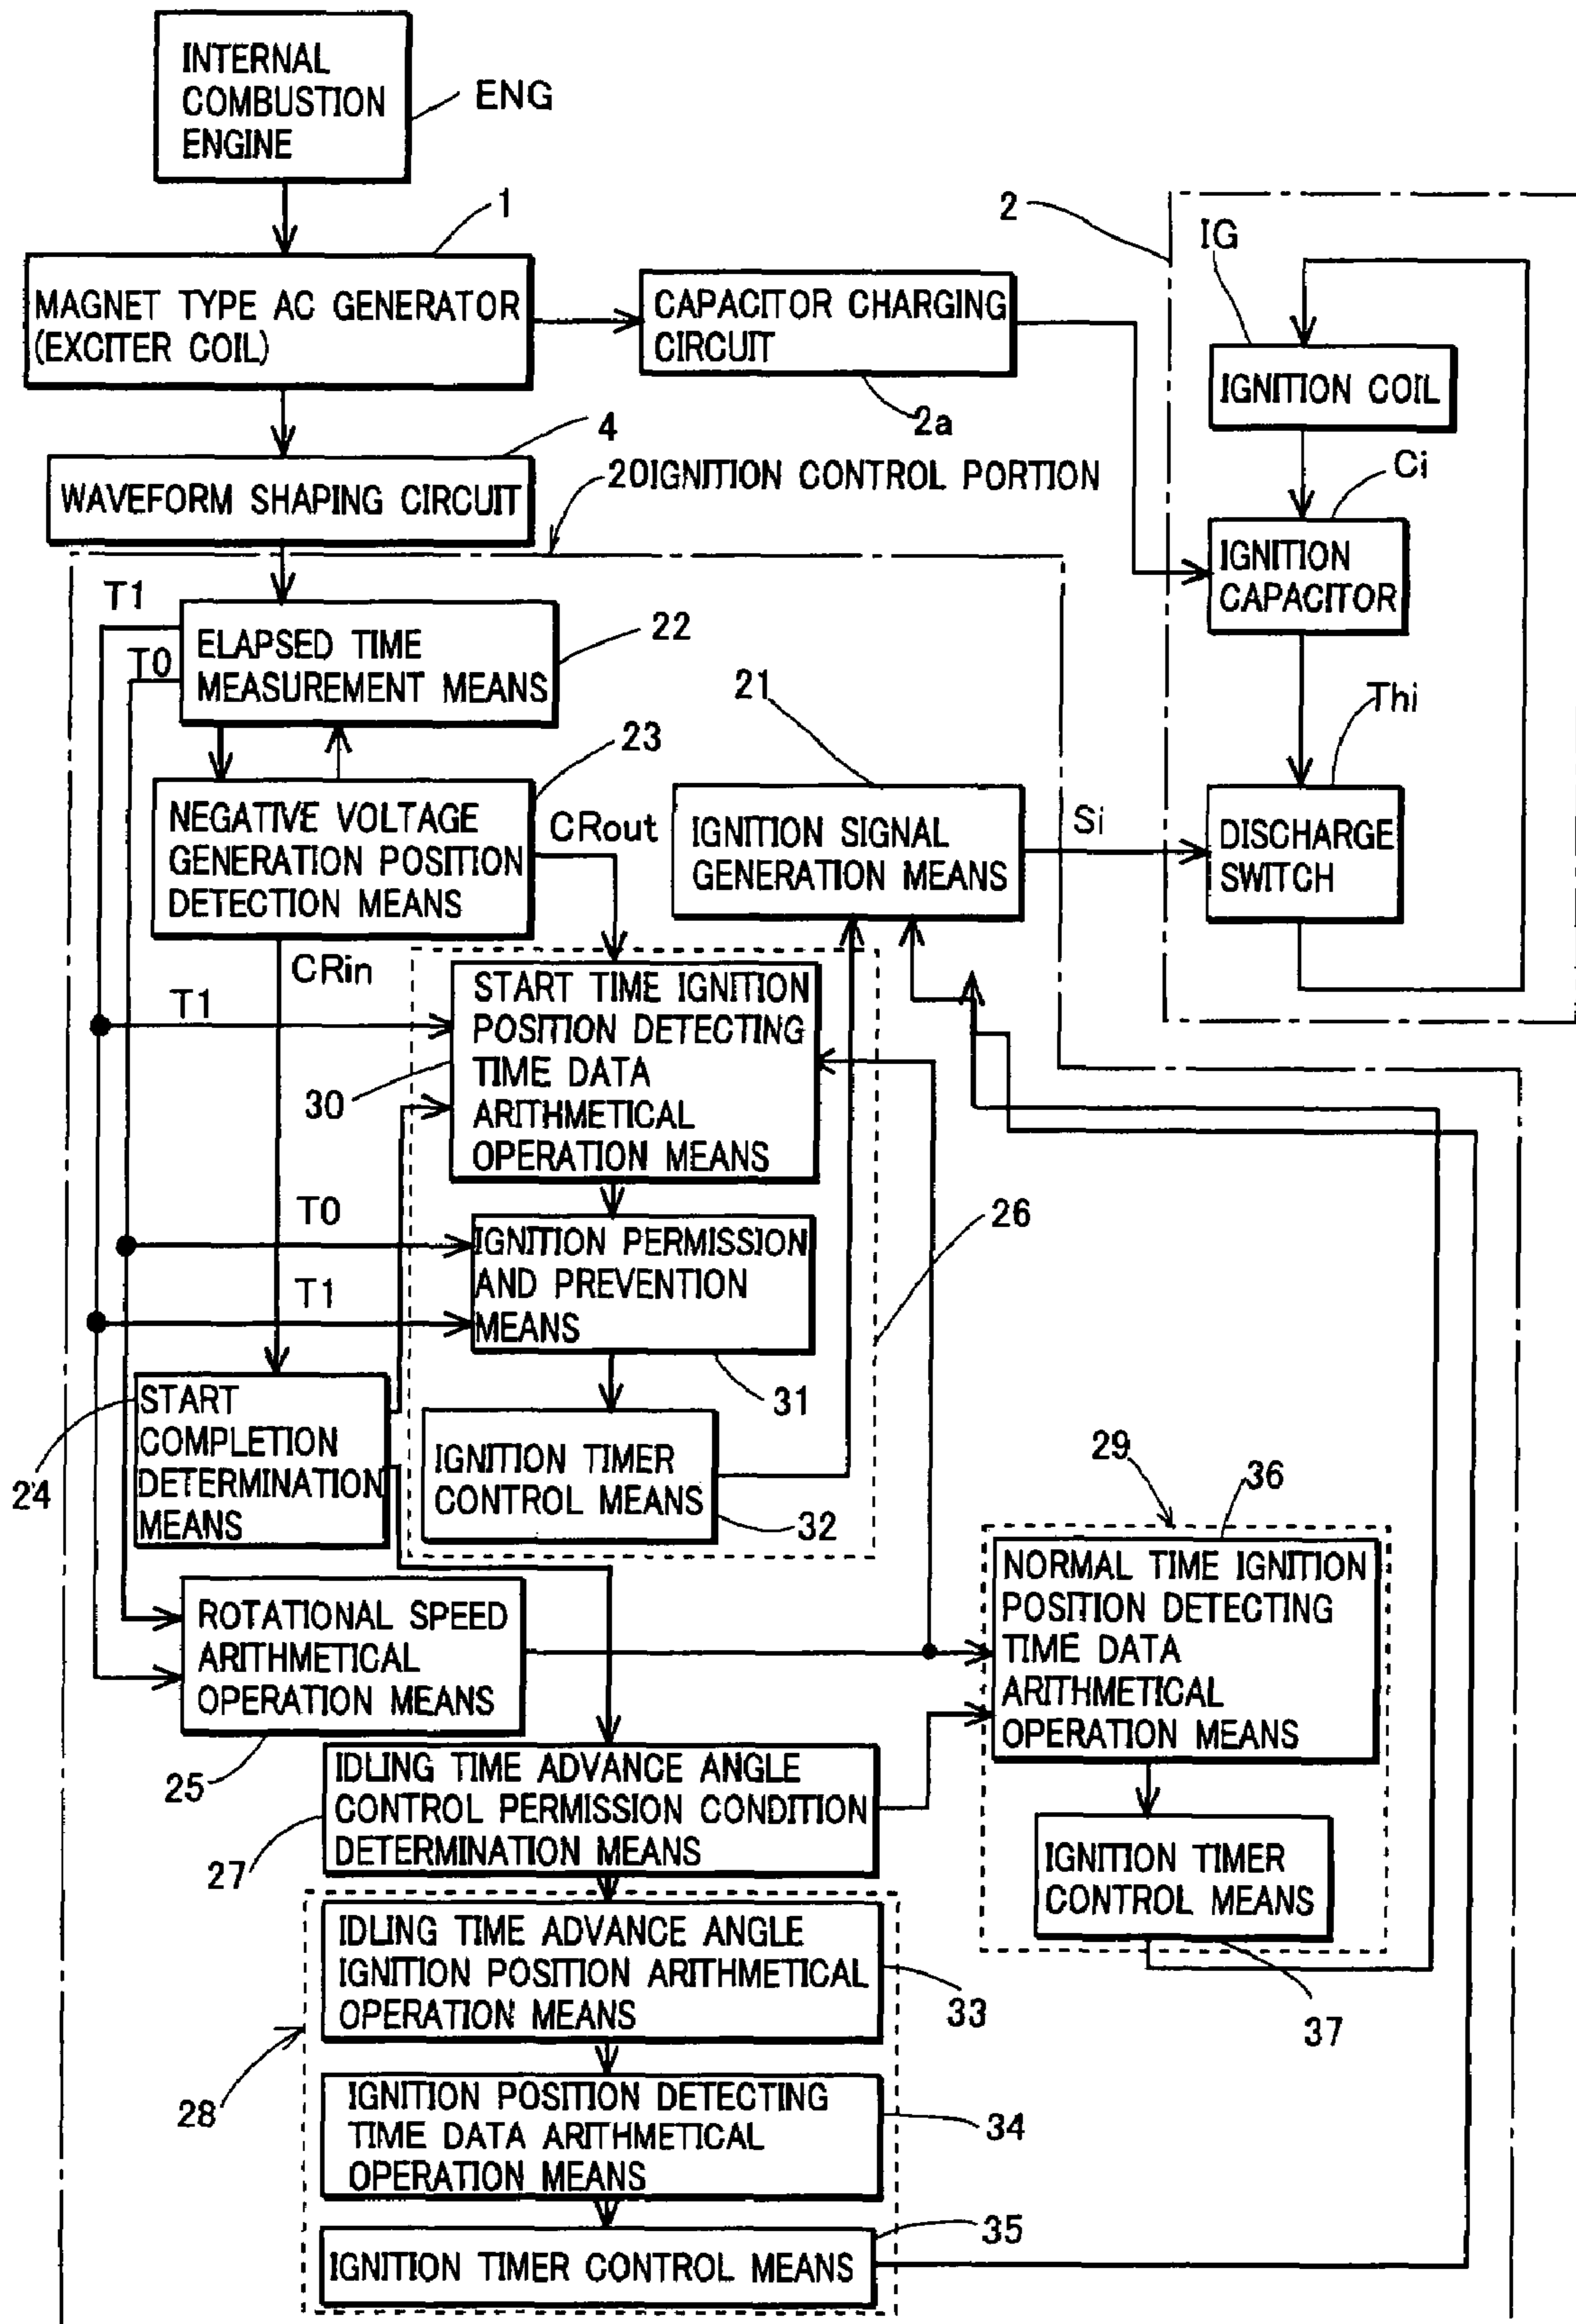 INTERNAL
COMBUSTION
ENGINE
ENG
1
MAGNET TYPE AC GENERATOR
(EXCITER COIL)
CAPACITOR CHARGING
CIRCUIT
2a
2
IG
IGNITION COIL
Ci
IGNITION
CAPACITOR
Thi
DISCHARGE
SWITCH
4
WAVEFORM SHAPING CIRCUIT
20IGNITION CONTROL PORTION
T1
T0
ELAPSED TIME
MEASUREMENT MEANS
22
23
NEGATIVE VOLTAGE
GENERATION POSITION
DETECTION MEANS
CRout
21
IGNITION SIGNAL
GENERATION MEANS
Si
CRin
T1
START TIME IGNITION
POSITION DETECTING
TIME DATA
ARITHMETICAL
OPERATION MEANS
30
26
T0
T1
IGNITION PERMISSION
AND PREVENTION
MEANS
31
START
COMPLETION
DETERMINATION
MEANS
24
IGNITION TIMER
CONTROL MEANS
32
29
36
NORMAL TIME IGNITION
POSITION DETECTING
TIME DATA
ARITHMETICAL
OPERATION MEANS
ROTATIONAL SPEED
ARITHMETICAL
OPERATION MEANS
25
IDLING TIME ADVANCE ANGLE
CONTROL PERMISSION CONDITION
DETERMINATION MEANS
27
IGNITION TIMER
CONTROL MEANS
37
IDLING TIME ADVANCE ANGLE
IGNITION POSITION ARITHMETICAL
OPERATION MEANS
33
28
IGNITION POSITION DETECTING
TIME DATA ARITHMETICAL
OPERATION MEANS
34
35
IGNITION TIMER CONTROL MEANS